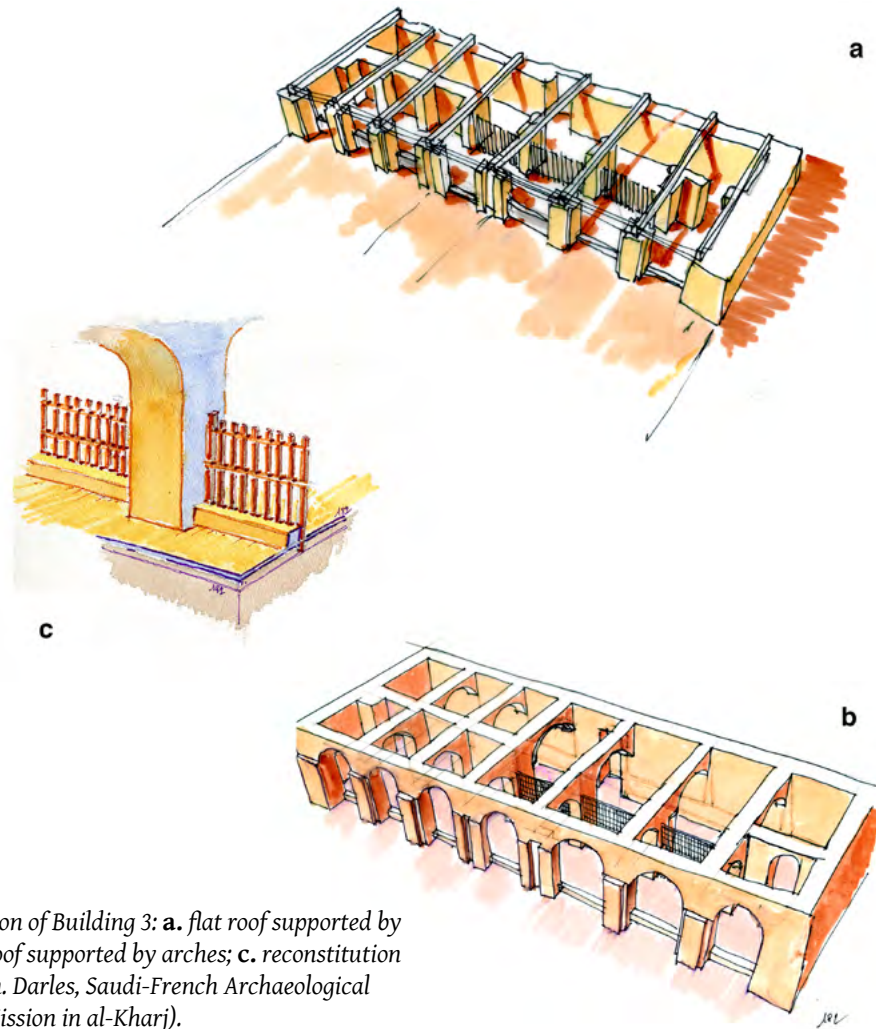 a
c
b
ion of Building 3: a. flat roof supported by
oof supported by arches; c. reconstitution
. Darles, Saudi-French Archaeological
ission in al-Kharj).